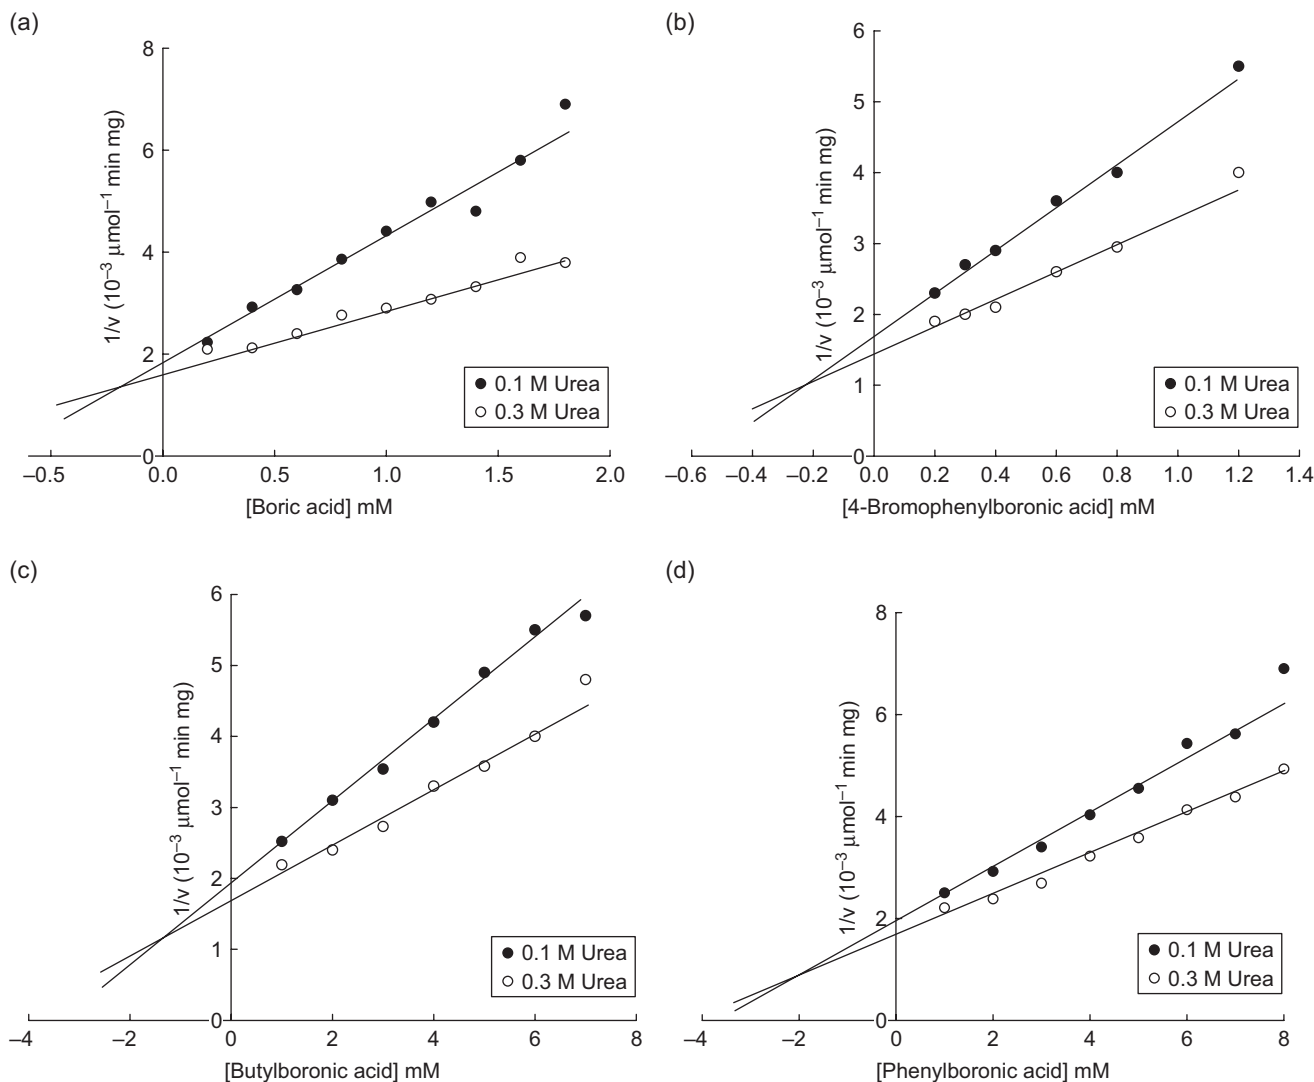 (a)
8
6
4
2
0
1/v (10⁻³ μmol⁻¹ min mg)
–0.5 0.0 0.5 1.0 1.5 2.0
[Boric acid] mM
0.1 M Urea
0.3 M Urea
(b)
6
5
4
3
2
1
0
1/v (10⁻³ μmol⁻¹ min mg)
–0.6 –0.4 –0.2 0.0 0.2 0.4 0.6 0.8 1.0 1.2 1.4
[4-Bromophenylboronic acid] mM
0.1 M Urea
0.3 M Urea
(c)
6
5
4
3
2
1
0
1/v (10⁻³ μmol⁻¹ min mg)
–4 –2 0 2 4 6 8
[Butylboronic acid] mM
0.1 M Urea
0.3 M Urea
(d)
8
6
4
2
0
1/v (10⁻³ μmol⁻¹ min mg)
–4 –2 0 2 4 6 8
[Phenylboronic acid] mM
0.1 M Urea
0.3 M Urea